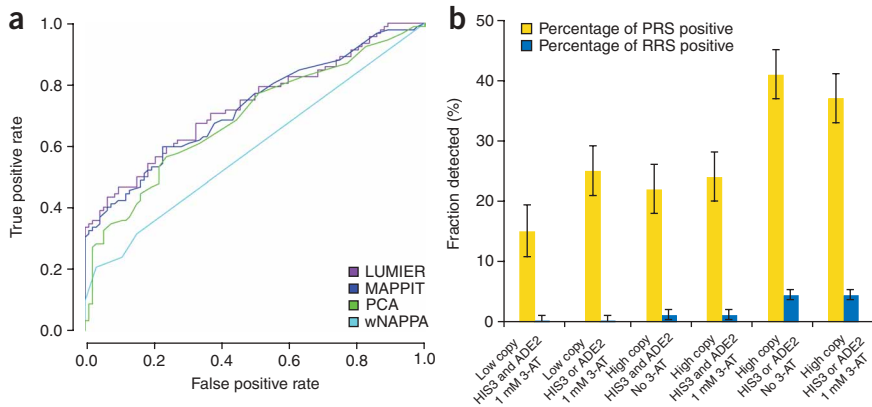 a
1.0
0.8
0.6
0.4
0.2
0.0
True positive rate
0.0
0.2
0.4
0.6
0.8
1.0
False positive rate
LUMIER
MAPPIT
PCA
wNAPPA
b
50
40
30
20
10
0
Fraction detected (%)
Percentage of PRS positive
Percentage of RRS positive
Low copy
HIS3 and ADE2
1 mM 3-AT
Low copy
HIS3 or ADE2
1 mM 3-AT
High copy
HIS3 and ADE2
No 3-AT
High copy
HIS3 and ADE2
1 mM 3-AT
High copy
HIS3 or ADE2
No 3-AT
High copy
HIS3 or ADE2
1 mM 3-AT